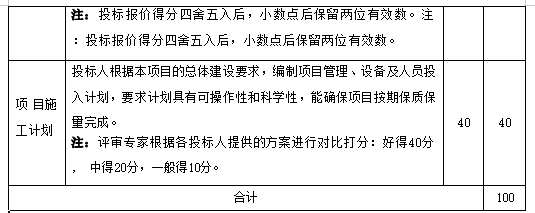 注：投标报价得分四舍五入后，小数点后保留两位有效数。注
：投标报价得分四舍五入后，小数点后保留两位有效数。
项 目施
工计划
投标人根据本项目的总体建设要求，编制项目管理、设备及人员投
入计划，要求计划具有可操作性和科学性，能确保项目按期保质保
量完成。
注：评审专家根据各投标人提供的方案进行对比打分：好得40分
， 中得20分，一般得10分。
40
40
合计
100